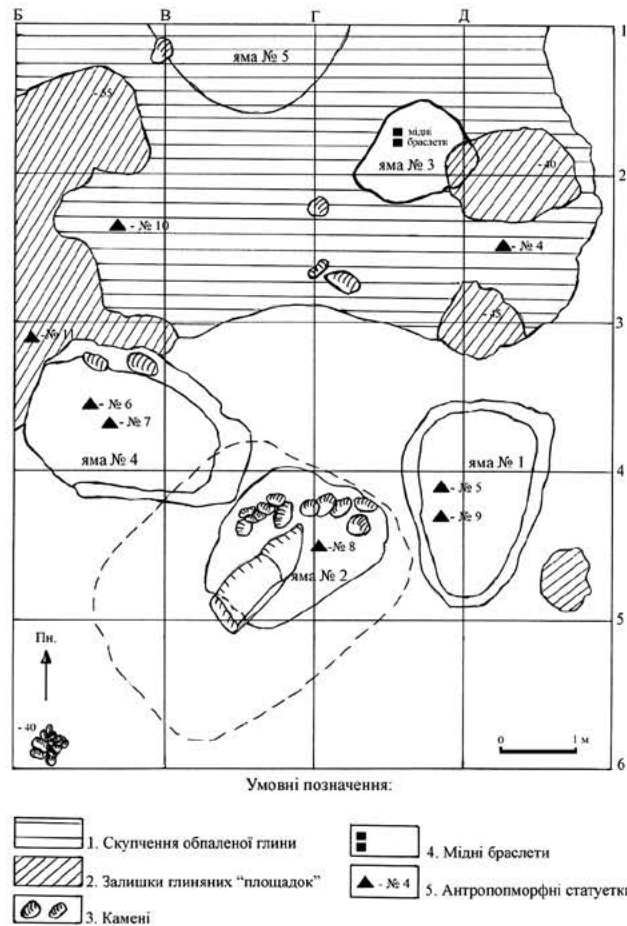 Б В Г Д
1
яма № 5
- 55
мідні
браслети
яма № 3
- 40
2
- № 10
- № 4
- 45
3
- № 11
- № 6
- № 7
яма № 4
яма № 1
4
- № 5
- № 9
- № 8
яма № 2
5
Пн.
- 40
0 1 м
6
Умовні позначення:
1. Скупчення обпаленої глини
2. Залишки глиняних “площадок”
3. Камені
4. Мідні браслети
- № 4
5. Антропопморфні статуетки